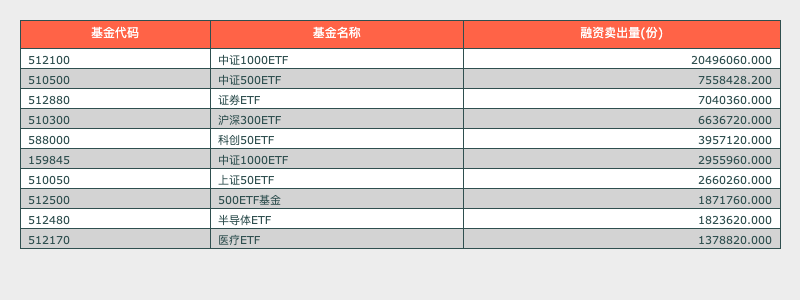 基金代码 基金名称 融资卖出量(份)
512100 中证1000ETF 20496060.000
510500 中证500ETF 7558428.200
512880 证券ETF 7040360.000
510300 沪深300ETF 6636720.000
588000 科创50ETF 3957120.000
159845 中证1000ETF 2955960.000
510050 上证50ETF 2660260.000
512500 500ETF基金 1871760.000
512480 半导体ETF 1823620.000
512170 医疗ETF 1378820.000